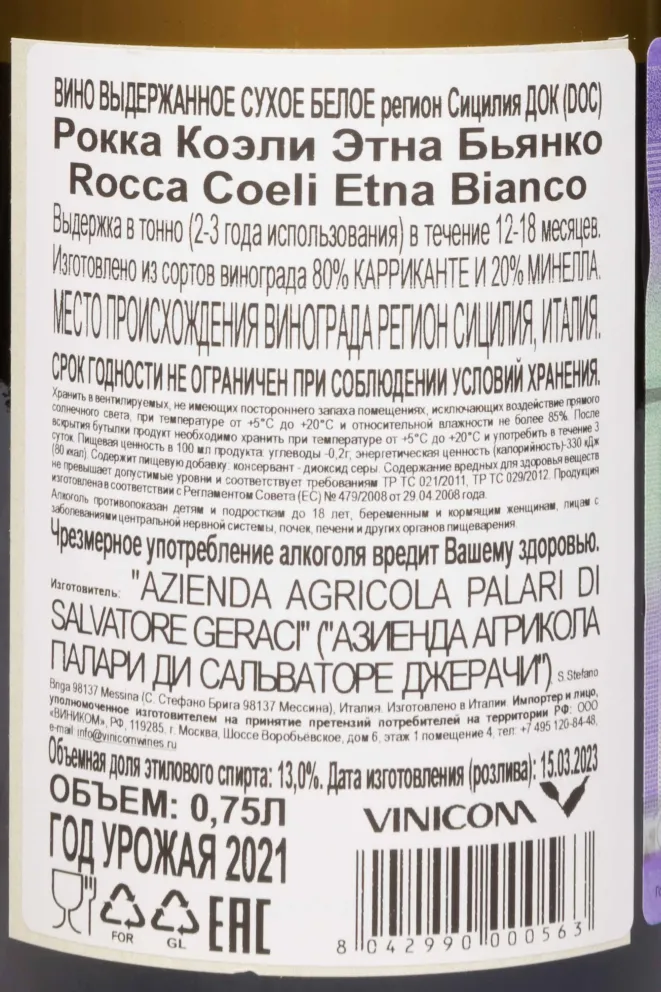 ВИНО ВЫДЕРЖАННОЕ СУХОЕ БЕЛОЕ регион Сицилия ДОК (DOC)
Рокка Коэли Этна Бьянко
Rocca Coeli Etna Bianco
Выдержка в тонно (2-3 года использования) в течение 12-18 месяцев.
Изготовлено из сортов винограда 80% КАРРИКАНТЕ И 20% МИНЕЛЛА.
МЕСТО ПРОИСХОЖДЕНИЯ ВИНОГРАДА РЕГИОН СИЦИЛИЯ, ИТАЛИЯ.
СРОК ГОДНОСТИ НЕ ОГРАНИЧЕН ПРИ СОБЛЮДЕНИИ УСЛОВИЙ ХРАНЕНИЯ.
Хранить в вентилируемых, не имеющих постороннего запаха помещениях, исключающих воздействие прямого
солнечного света, при температуре от +5°С до +20°С и относительной влажности не более 85%. После
вскрытия бутылки продукт необходимо хранить при температуре от +5°С до +20°С и употребить в течение 3
суток. Пищевая ценность в 100 мл продукта: углеводы -0,2г, энергетическая ценность (калорийность)-330 кДж
(80 ккал). Содержит пищевую добавку: консервант - диоксид серы. Содержание вредных для здоровья веществ
не превышает допустимые уровни и соответствует требованиям ТР ТС 021/2011, ТР ТС 029/2012. Продукция
изготовлена в соответствии с Регламентом Совета (ЕС) № 479/2008 от 29.04.2008 года.
Алкоголь противопоказан детям и подросткам до 18 лет, беременным и кормящим женщинам, лицам с
заболеваниями центральной нервной системы, почек, печени и других органов пищеварения.
Чрезмерное употребление алкоголя вредит Вашему здоровью.
Изготовитель: "AZIENDA AGRICOLA PALARI DI
SALVATORE GERACI" ("АЗИЕНДА АГРИКОЛА
ПАЛАРИ ДИ САЛЬВАТОРЕ ДЖЕРАЧИ") S.Stefano
Briga 98137 Messina (С. Стефано Брига 98137 Мессина), Италия. Изготовлено в Италии. Импортер и лицо,
уполномоченное изготовителем на принятие претензий потребителей на территории РФ: ООО
«ВИНИКОМ», РФ, 119285, г. Москва, Шоссе Воробьёвское, дом 6, этаж 1 помещение 4, тел: +7 495 120-84-48,
e-mail info@vinicomwines.ru
Объемная доля этилового спирта: 13,0%. Дата изготовления (розлива): 15.03.2023
ОБЪЕМ: 0,75Л
VINICOM
ГОД УРОЖАЯ 2021
FOR
GL
EAC
8 042990 000563